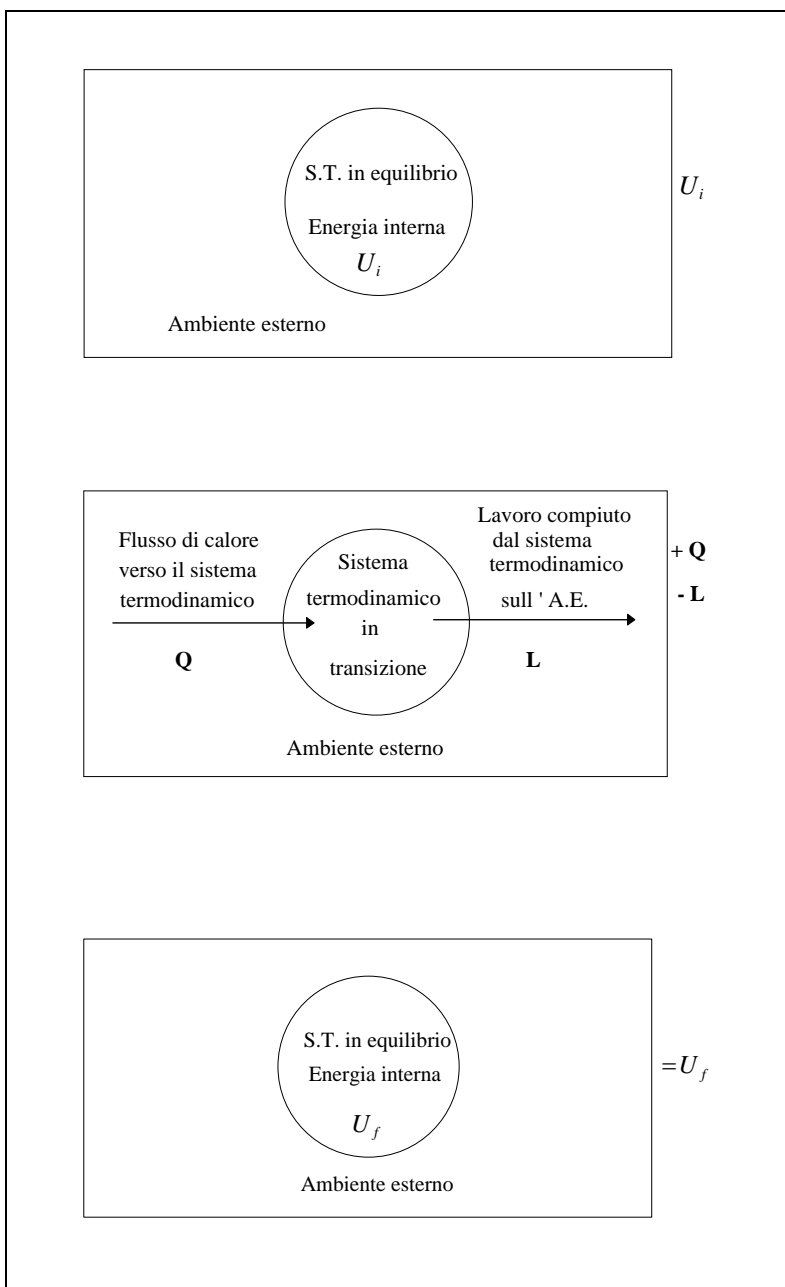 S.T. in equilibrio
Energia interna
U_i
Ambiente esterno
U_i
Flusso di calore
verso il sistema
termodinamico
Q
Sistema
termodinamico
in
transizione
Lavoro compiuto
dal sistema
termodinamico
sull ' A.E.
L
Ambiente esterno
+ Q
- L
S.T. in equilibrio
Energia interna
U_f
Ambiente esterno
=U_f